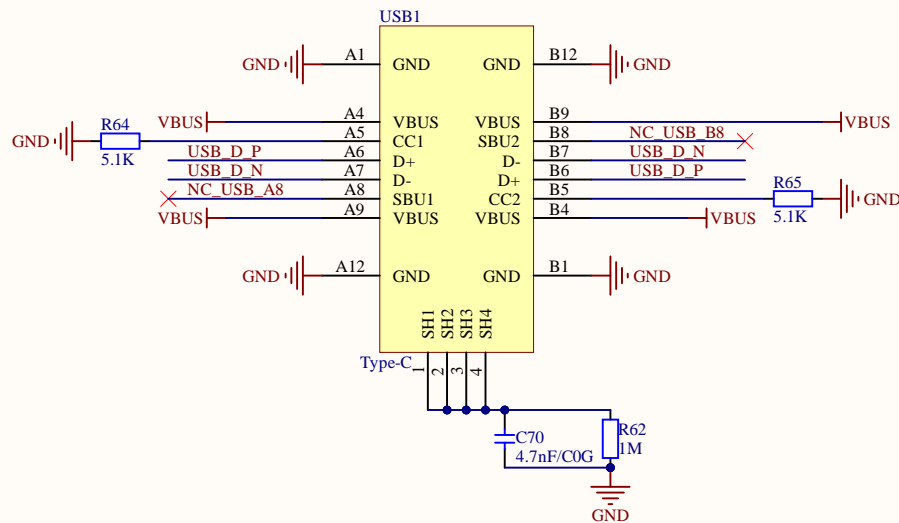 USB1
GND A1 GND GND B12 GND
VBUS A4 VBUS VBUS B9 VBUS
GND R64 5.1K A5 CC1 SBU2 B8 NC_USB_B8
USB_D_P A6 D+ D- B7 USB_D_N
USB_D_N A7 D- D+ B6 USB_D_P
NC_USB_A8 A8 SBU1 CC2 B5 R65 5.1K GND
VBUS A9 VBUS VBUS B4 VBUS
GND A12 GND GND B1 GND
SH1 SH2 SH3 SH4
Type-C 1 2 3 4
C70 R62
4.7nF/C0G 1M
GND